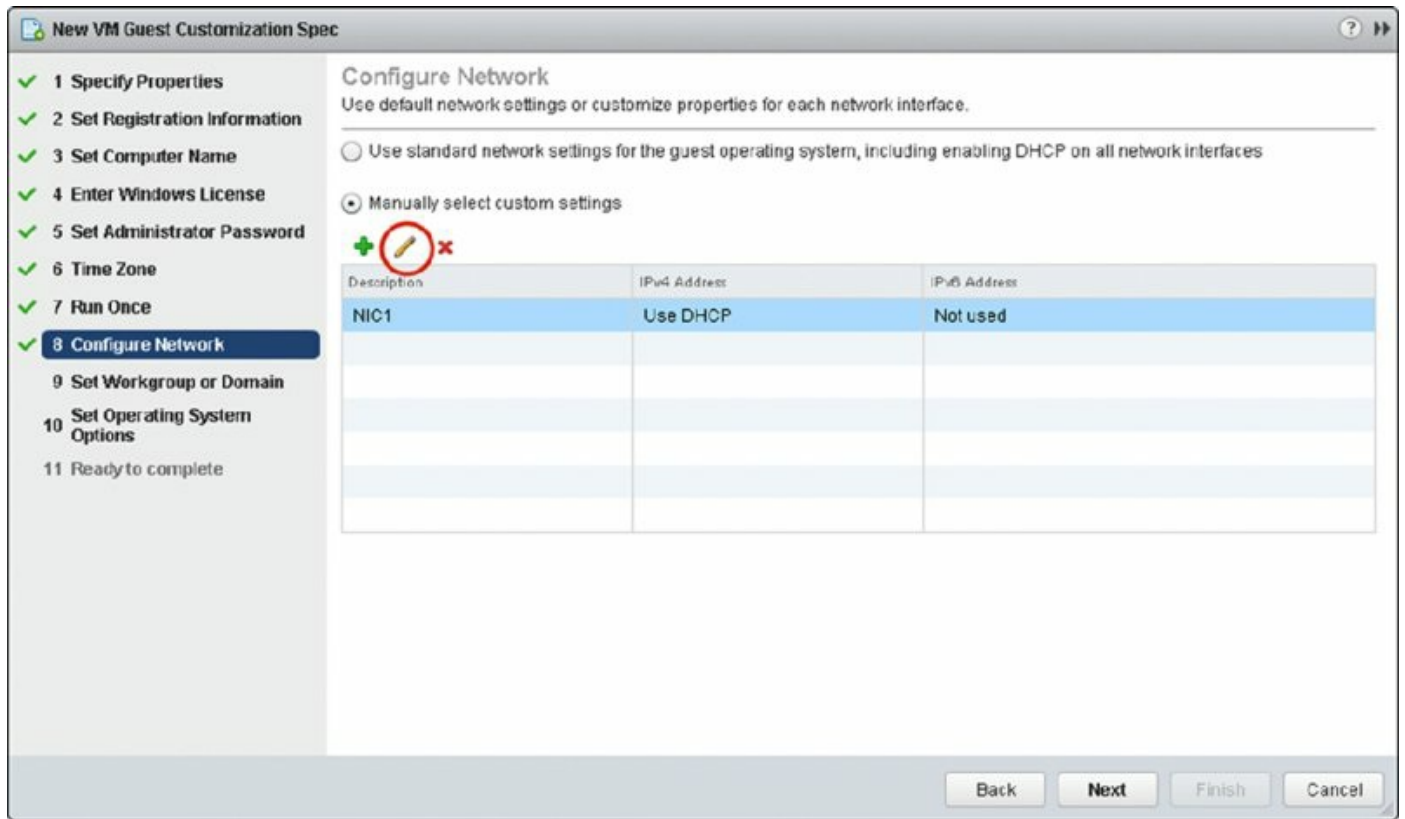 New VM Guest Customization Spec
1 Specify Properties
2 Set Registration Information
3 Set Computer Name
4 Enter Windows License
5 Set Administrator Password
6 Time Zone
7 Run Once
8 Configure Network
9 Set Workgroup or Domain
10 Set Operating System
Options
11 Ready to complete
Configure Network
Use default network settings or customize properties for each network interface.
Use standard network settings for the guest operating system, including enabling DHCP on all network interfaces
Manually select custom settings
Description IPv4 Address IPv6 Address
NIC1 Use DHCP Not used
Back Next Finish Cancel